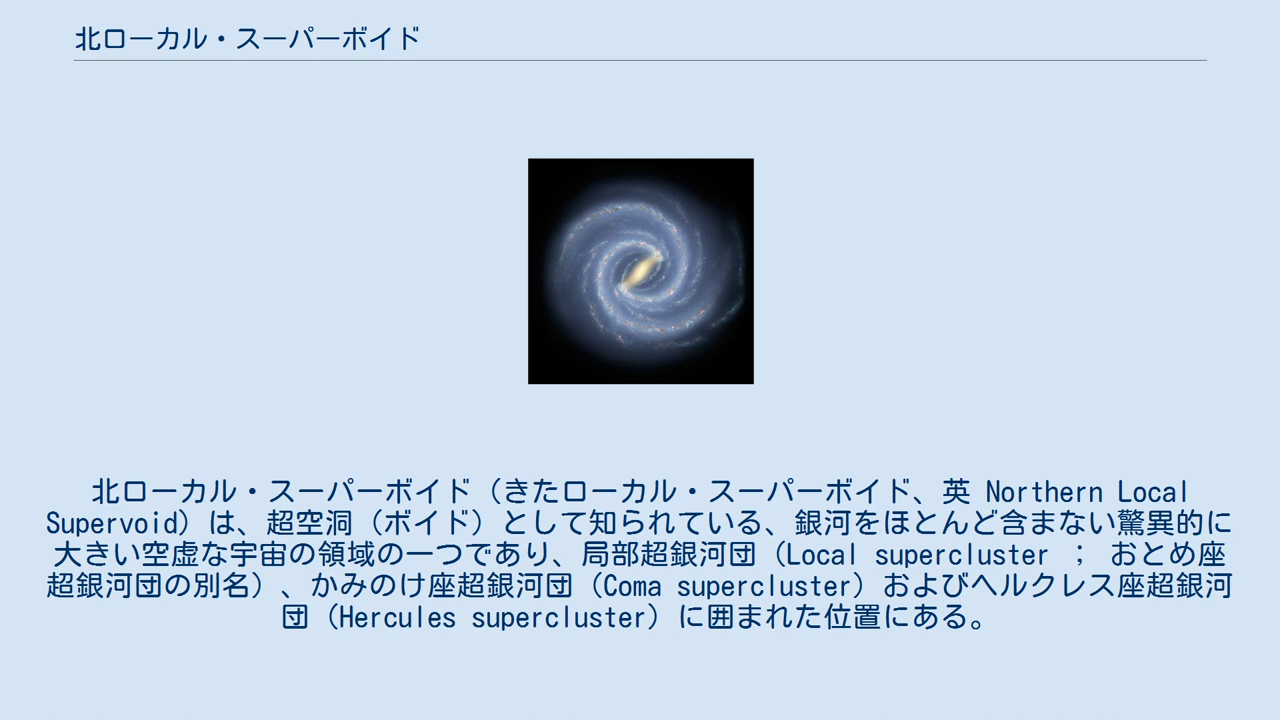 北ローカル・スーパーボイド
北ローカル・スーパーボイド（きたローカル・スーパーボイド、英 Northern Local
Supervoid）は、超空洞（ボイド）として知られている、銀河をほとんど含まない驚異的に
大きい空虚な宇宙の領域の一つであり、局部超銀河団（Local supercluster ； おとめ座
超銀河団の別名）、かみのけ座超銀河団（Coma supercluster）およびヘルクレス座超銀河
団（Hercules supercluster）に囲まれた位置にある。